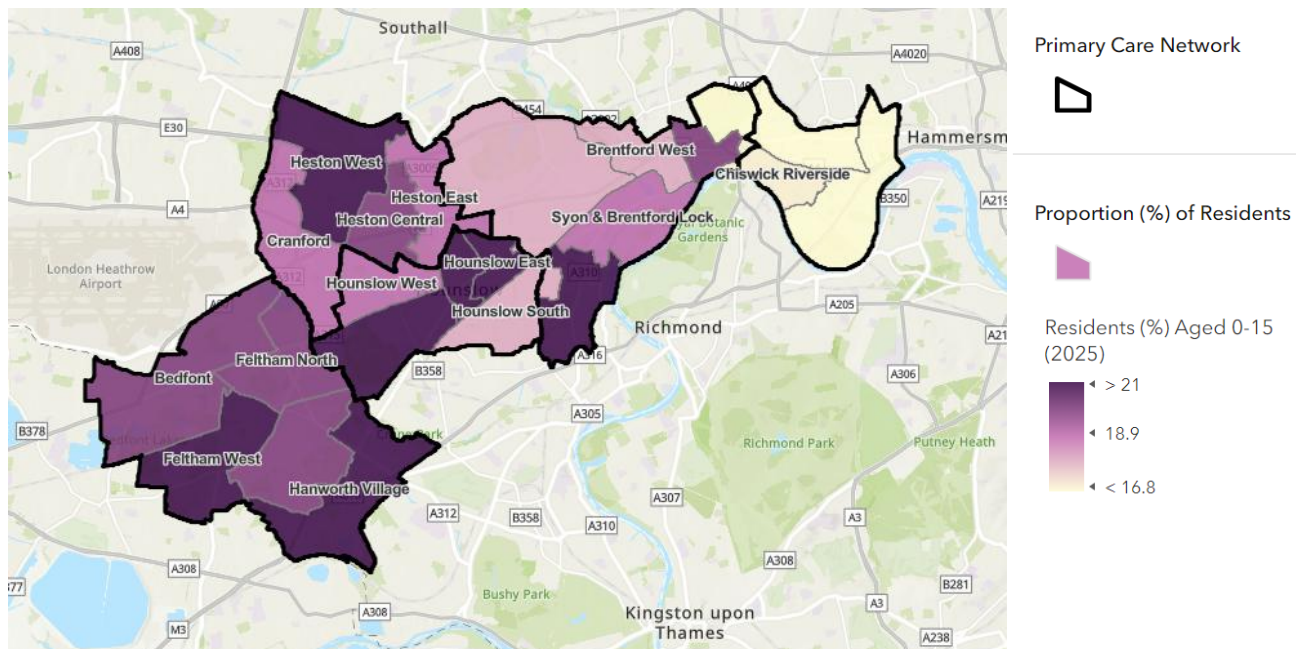 Southall
A408
A4020
E30
Hammersm
Brentford West
Heston West
Chiswick Riverside
Heston East
B350
A4
A219
Syon & Brentford Lock
Heston Central
Gardens
Cranford
London Heathrow
Airport
Hounslow East
A310
A312
Hounslow West
A205
Hounslow South
Richmond
A21
Feltham North
A316
B358
A306
Bedfont
A305
B378
Richmond Park
Putney Heath
Feltham West
Hanworth Village
A307
A312
B358
A310
A3
A308
A308
B281
377
Bushy Park
A308
Kingston upon
Thames
A3
M3
A238
Primary Care Network
Proportion (%) of Residents
Residents (%) Aged 0-15
(2025)
> 21
18.9
< 16.8